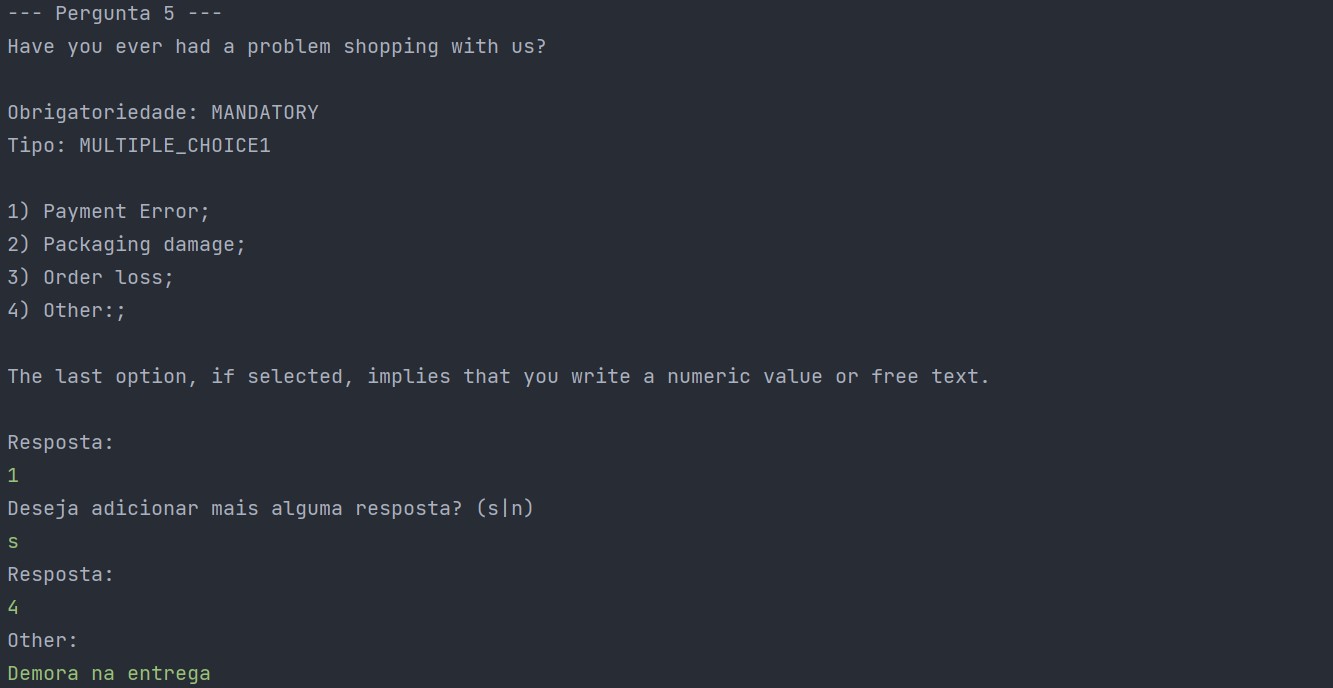 --- Pergunta 5 ---
Have you ever had a problem shopping with us?
Obrigatoriedade: MANDATORY
Tipo: MULTIPLE_CHOICE1
1) Payment Error;
2) Packaging damage;
3) Order loss;
4) Other:;
The last option, if selected, implies that you write a numeric value or free text.
Resposta:
1
Deseja adicionar mais alguma resposta? (s|n)
s
Resposta:
4
Other:
Demora na entrega